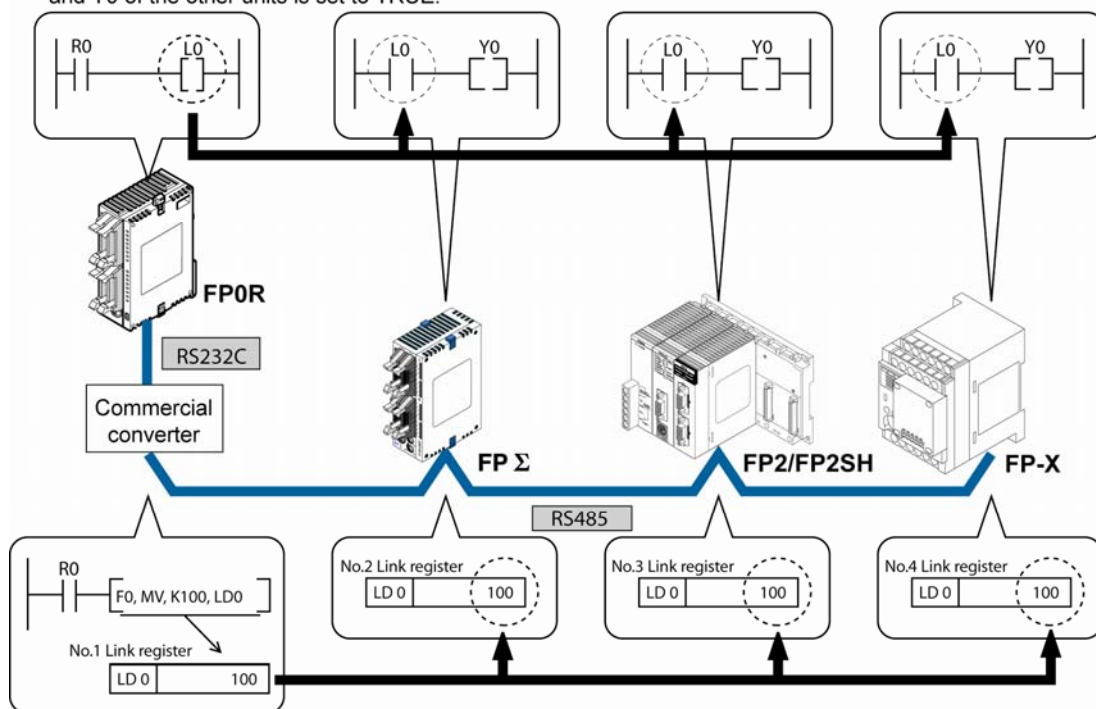 and Y0 of the other units is set to TRUE.
R0 L0
L0 Y0
L0 Y0
L0 Y0
FP0R
RS232C
Commercial
converter
FP Σ
FP2/FP2SH
FP-X
RS485
R0
F0, MV, K100, LD0
No.1 Link register
LD 0 100
No.2 Link register
LD 0 100
No.3 Link register
LD 0 100
No.4 Link register
LD 0 100